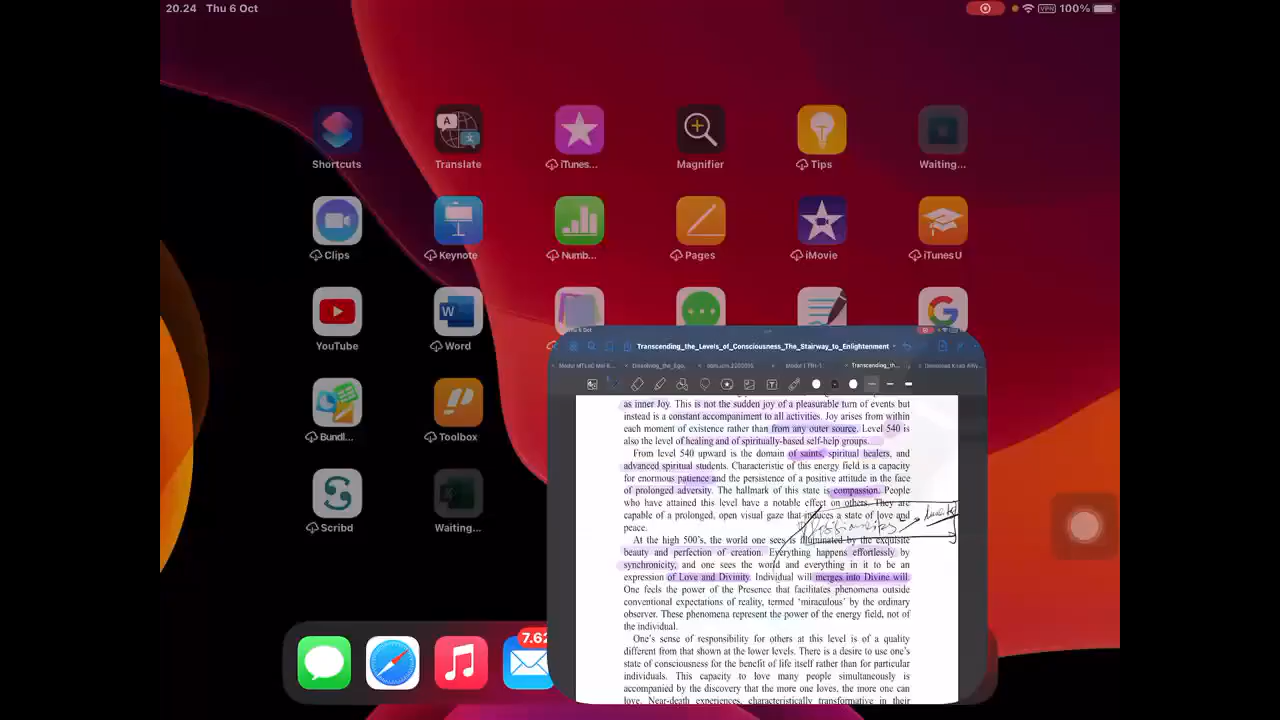 20.24 Thu 6 Oct
VPN 100%
Shortcuts
Translate
iTunes...
Magnifier
Tips
Waiting...
Clips
Keynote
Numb...
Pages
iMovie
iTunes U
YouTube
Word
Bundl...
Toolbox
Scribd
Waiting...
7.62
Thu 6 Oct
Transcending_the_Levels_of_Consciousness_The_Stairway_to_Enlightenment
Transcending_th...
as inner Joy. This is not the sudden joy of a pleasurable turn of events but
instead is a constant accompaniment to all activities. Joy arises from within
each moment of existence rather than from any outer source. Level 540 is
also the level of healing and of spiritually-based self-help groups.
From level 540 upward is the domain of saints, spiritual healers, and
advanced spiritual students. Characteristic of this energy field is a capacity
for enormous patience and the persistence of a positive attitude in the face
of prolonged adversity. The hallmark of this state is compassion. People
who have attained this level have a notable effect on others. They are
capable of a prolonged, open visual gaze that induces a state of love and
peace.
At the high 500's, the world one sees is illuminated by the exquisite
beauty and perfection of creation. Everything happens effortlessly by
synchronicity, and one sees the world and everything in it to be an
expression of Love and Divinity. Individual will merges into Divine will.
One feels the power of the Presence that facilitates phenomena outside
conventional expectations of reality, termed 'miraculous' by the ordinary
observer. These phenomena represent the power of the energy field, not of
the individual.
One's sense of responsibility for others at this level is of a quality
different from that shown at the lower levels. There is a desire to use one's
state of consciousness for the benefit of life itself rather than for particular
individuals. This capacity to love many people simultaneously is
accompanied by the discovery that the more one loves, the more one can
love. Near-death experiences, characteristically transformative in their